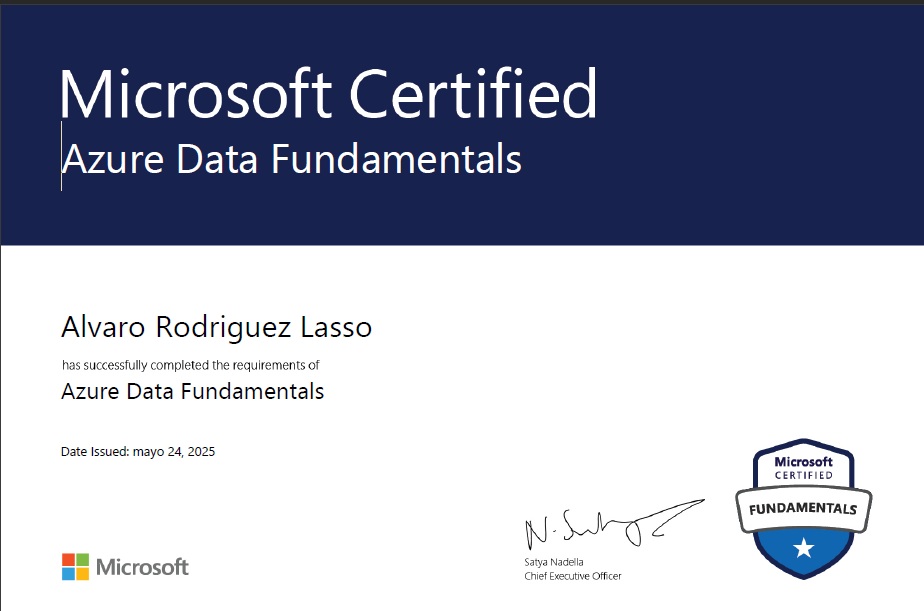 Microsoft Certified
Azure Data Fundamentals
Alvaro Rodriguez Lasso
has successfully completed the requirements of
Azure Data Fundamentals
Date Issued: mayo 24, 2025
Microsoft
CERTIFIED
FUNDAMENTALS
Satya Nadella
Chief Executive Officer
Microsoft